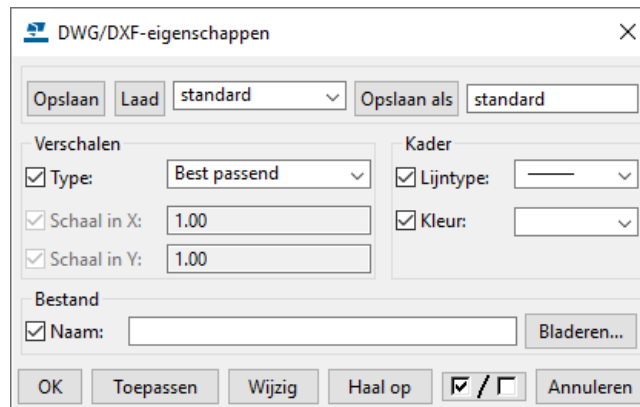 DWG/DXF-eigenschappen
Opslaan Laad standard Opslaan als standard
Verschalen Kader
Type: Best passend Lijntype:
Schaal in X: 1.00 Kleur:
Schaal in Y: 1.00
Bestand
Naam: Bladeren...
OK Toepassen Wijzig Haal op / Annuleren